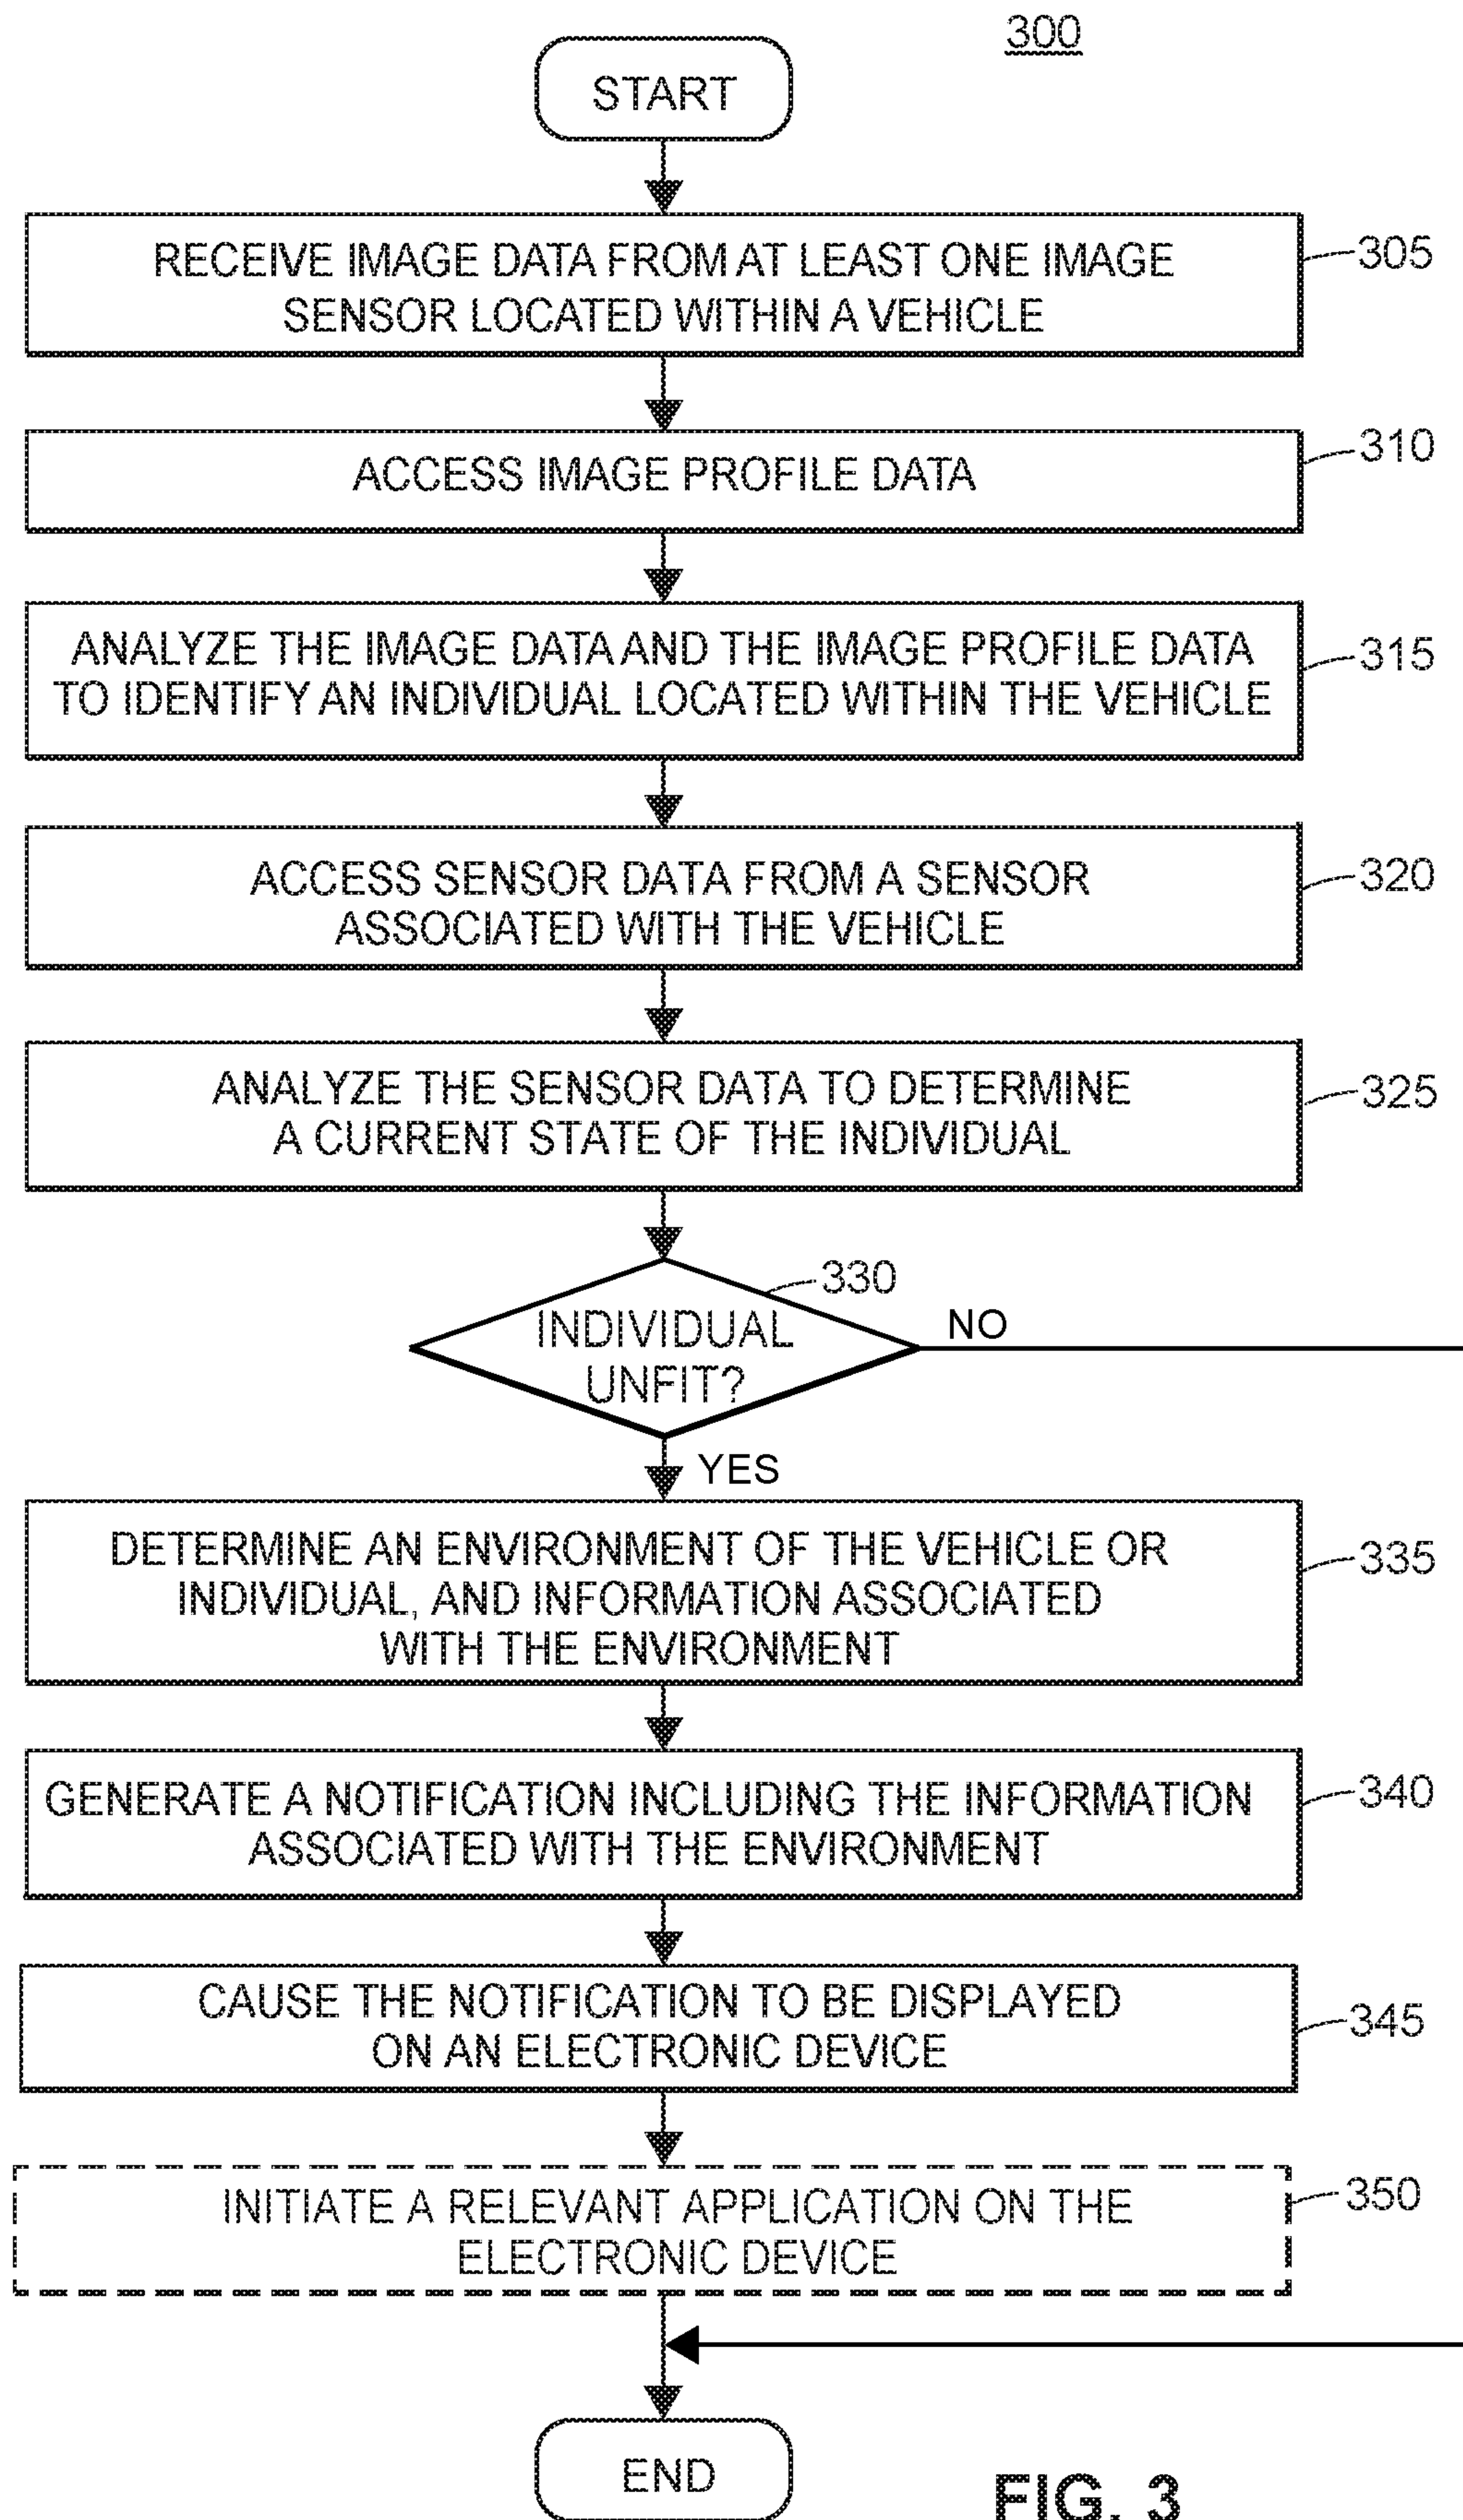 300
START
RECEIVE IMAGE DATA FROM AT LEAST ONE IMAGE
SENSOR LOCATED WITHIN A VEHICLE
305
ACCESS IMAGE PROFILE DATA
310
ANALYZE THE IMAGE DATA AND THE IMAGE PROFILE DATA
TO IDENTIFY AN INDIVIDUAL LOCATED WITHIN THE VEHICLE
315
ACCESS SENSOR DATA FROM A SENSOR
ASSOCIATED WITH THE VEHICLE
320
ANALYZE THE SENSOR DATA TO DETERMINE
A CURRENT STATE OF THE INDIVIDUAL
325
330
INDIVIDUAL
UNFIT?
NO
YES
DETERMINE AN ENVIRONMENT OF THE VEHICLE OR
INDIVIDUAL, AND INFORMATION ASSOCIATED
WITH THE ENVIRONMENT
335
GENERATE A NOTIFICATION INCLUDING THE INFORMATION
ASSOCIATED WITH THE ENVIRONMENT
340
CAUSE THE NOTIFICATION TO BE DISPLAYED
ON AN ELECTRONIC DEVICE
345
INITIATE A RELEVANT APPLICATION ON THE
ELECTRONIC DEVICE
350
END
FIG. 3